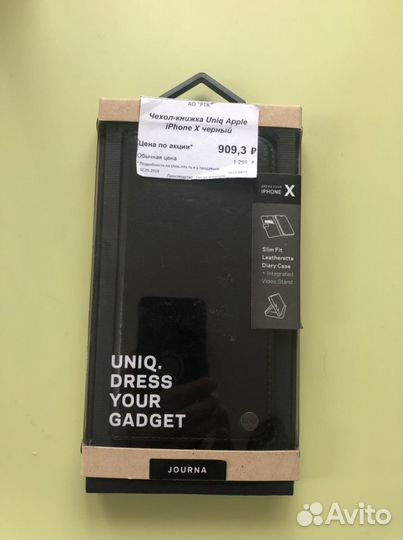 АО "РТК"
Чехол-книжка Uniq Apple
iPhone X черный
Цена по акции*
909,3 ₽
Обычная цена
1 299 ₽
IPHONE X
Slim Fit
Leatherette
Diary Case
+ Integrated
Video Stand
UNIQ.
DRESS
YOUR
GADGET
JOURNA
Avito